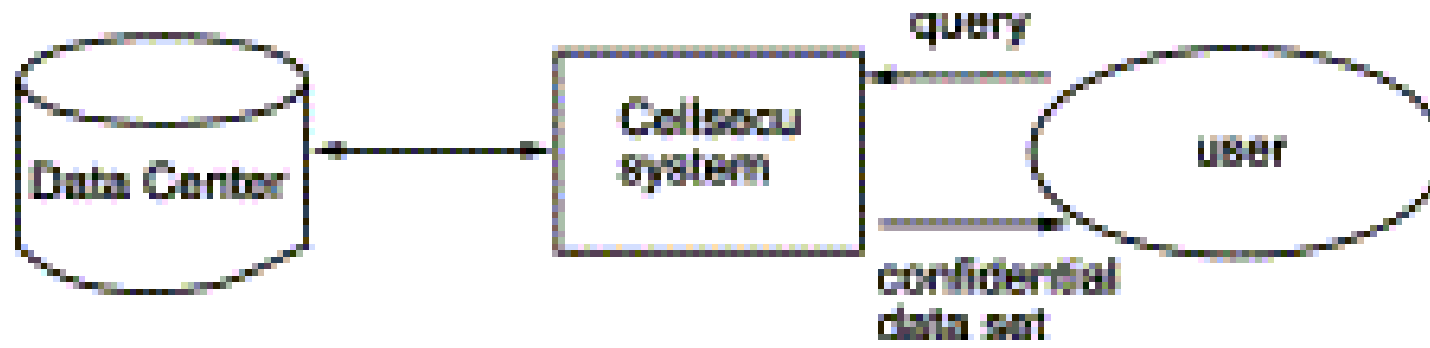 query
Data Center
Cellsecu
system
user
confidential
data set